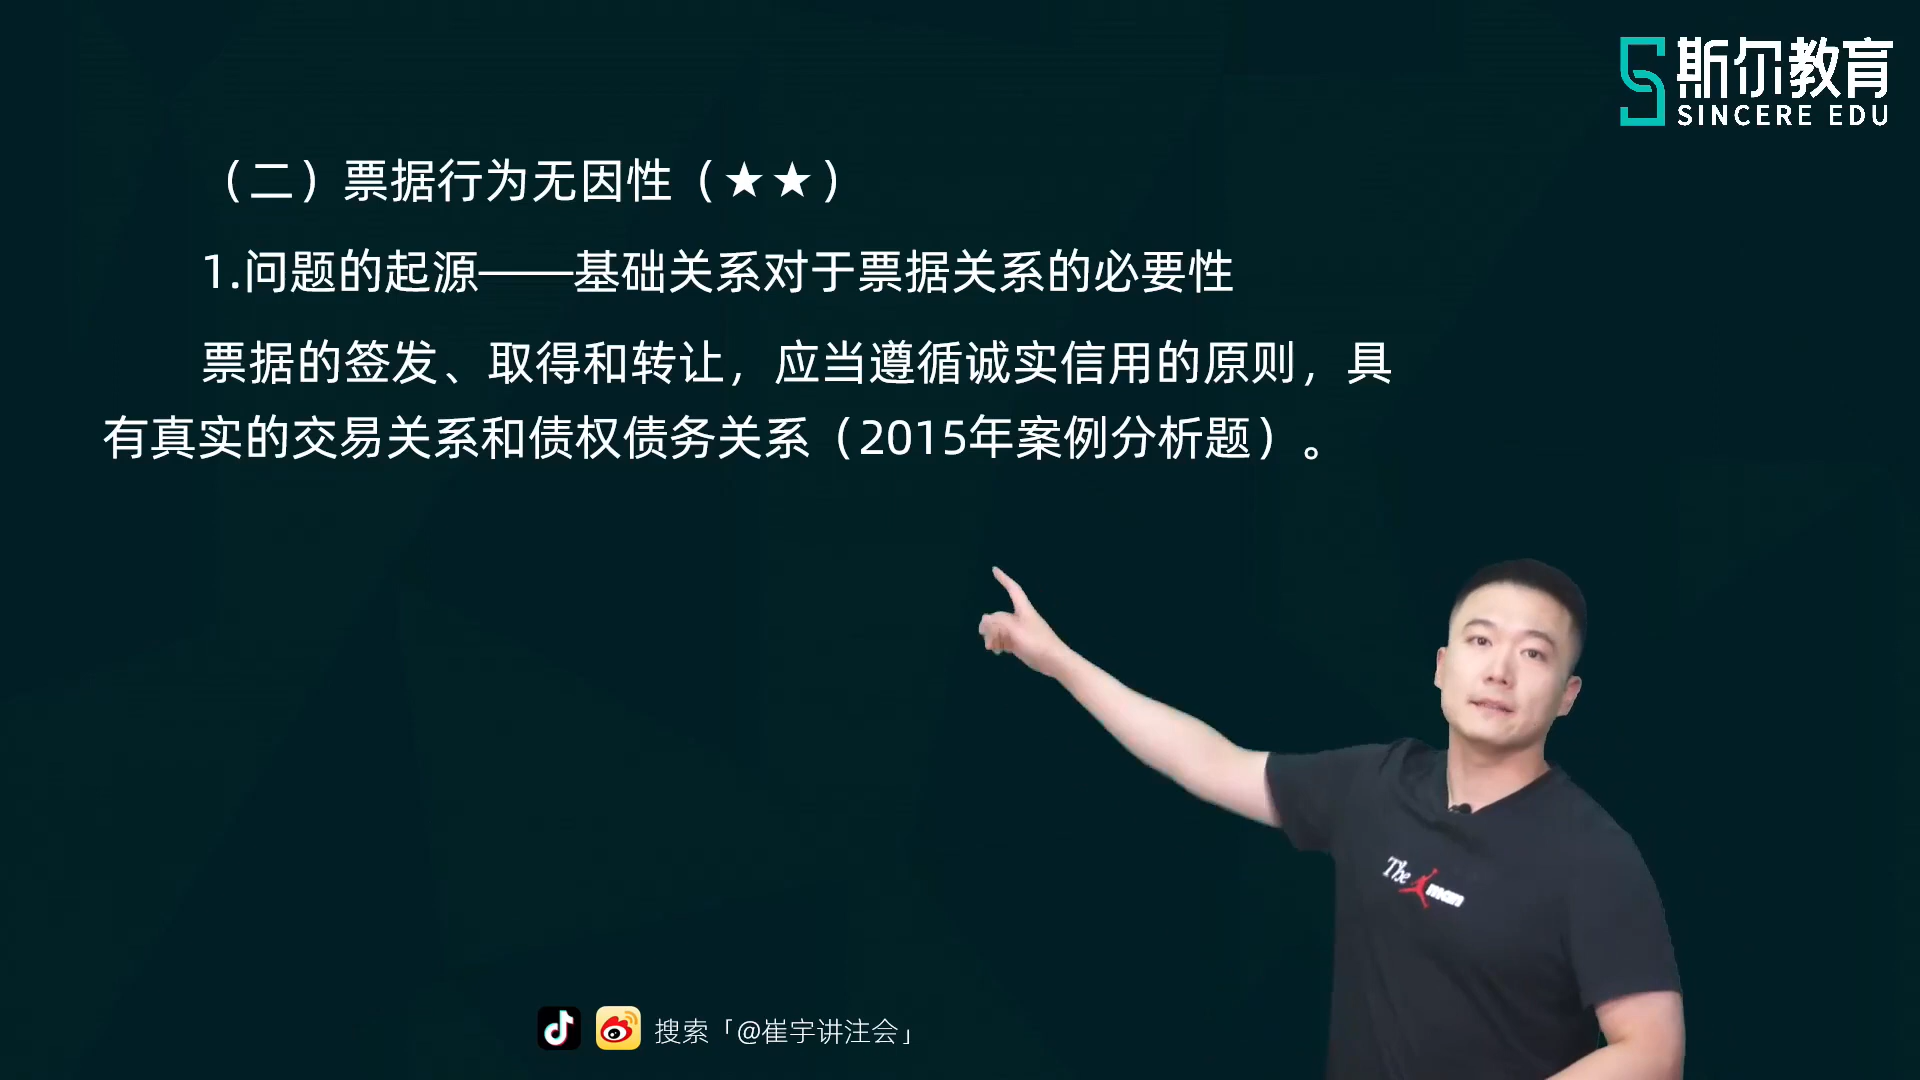 斯尔教育
SINCERE EDU
（二）票据行为无因性（★★）
1.问题的起源——基础关系对于票据关系的必要性
票据的签发、取得和转让，应当遵循诚实信用的原则，具
有真实的交易关系和债权债务关系（2015年案例分析题）。
The man
搜索「@崔宇讲注会」